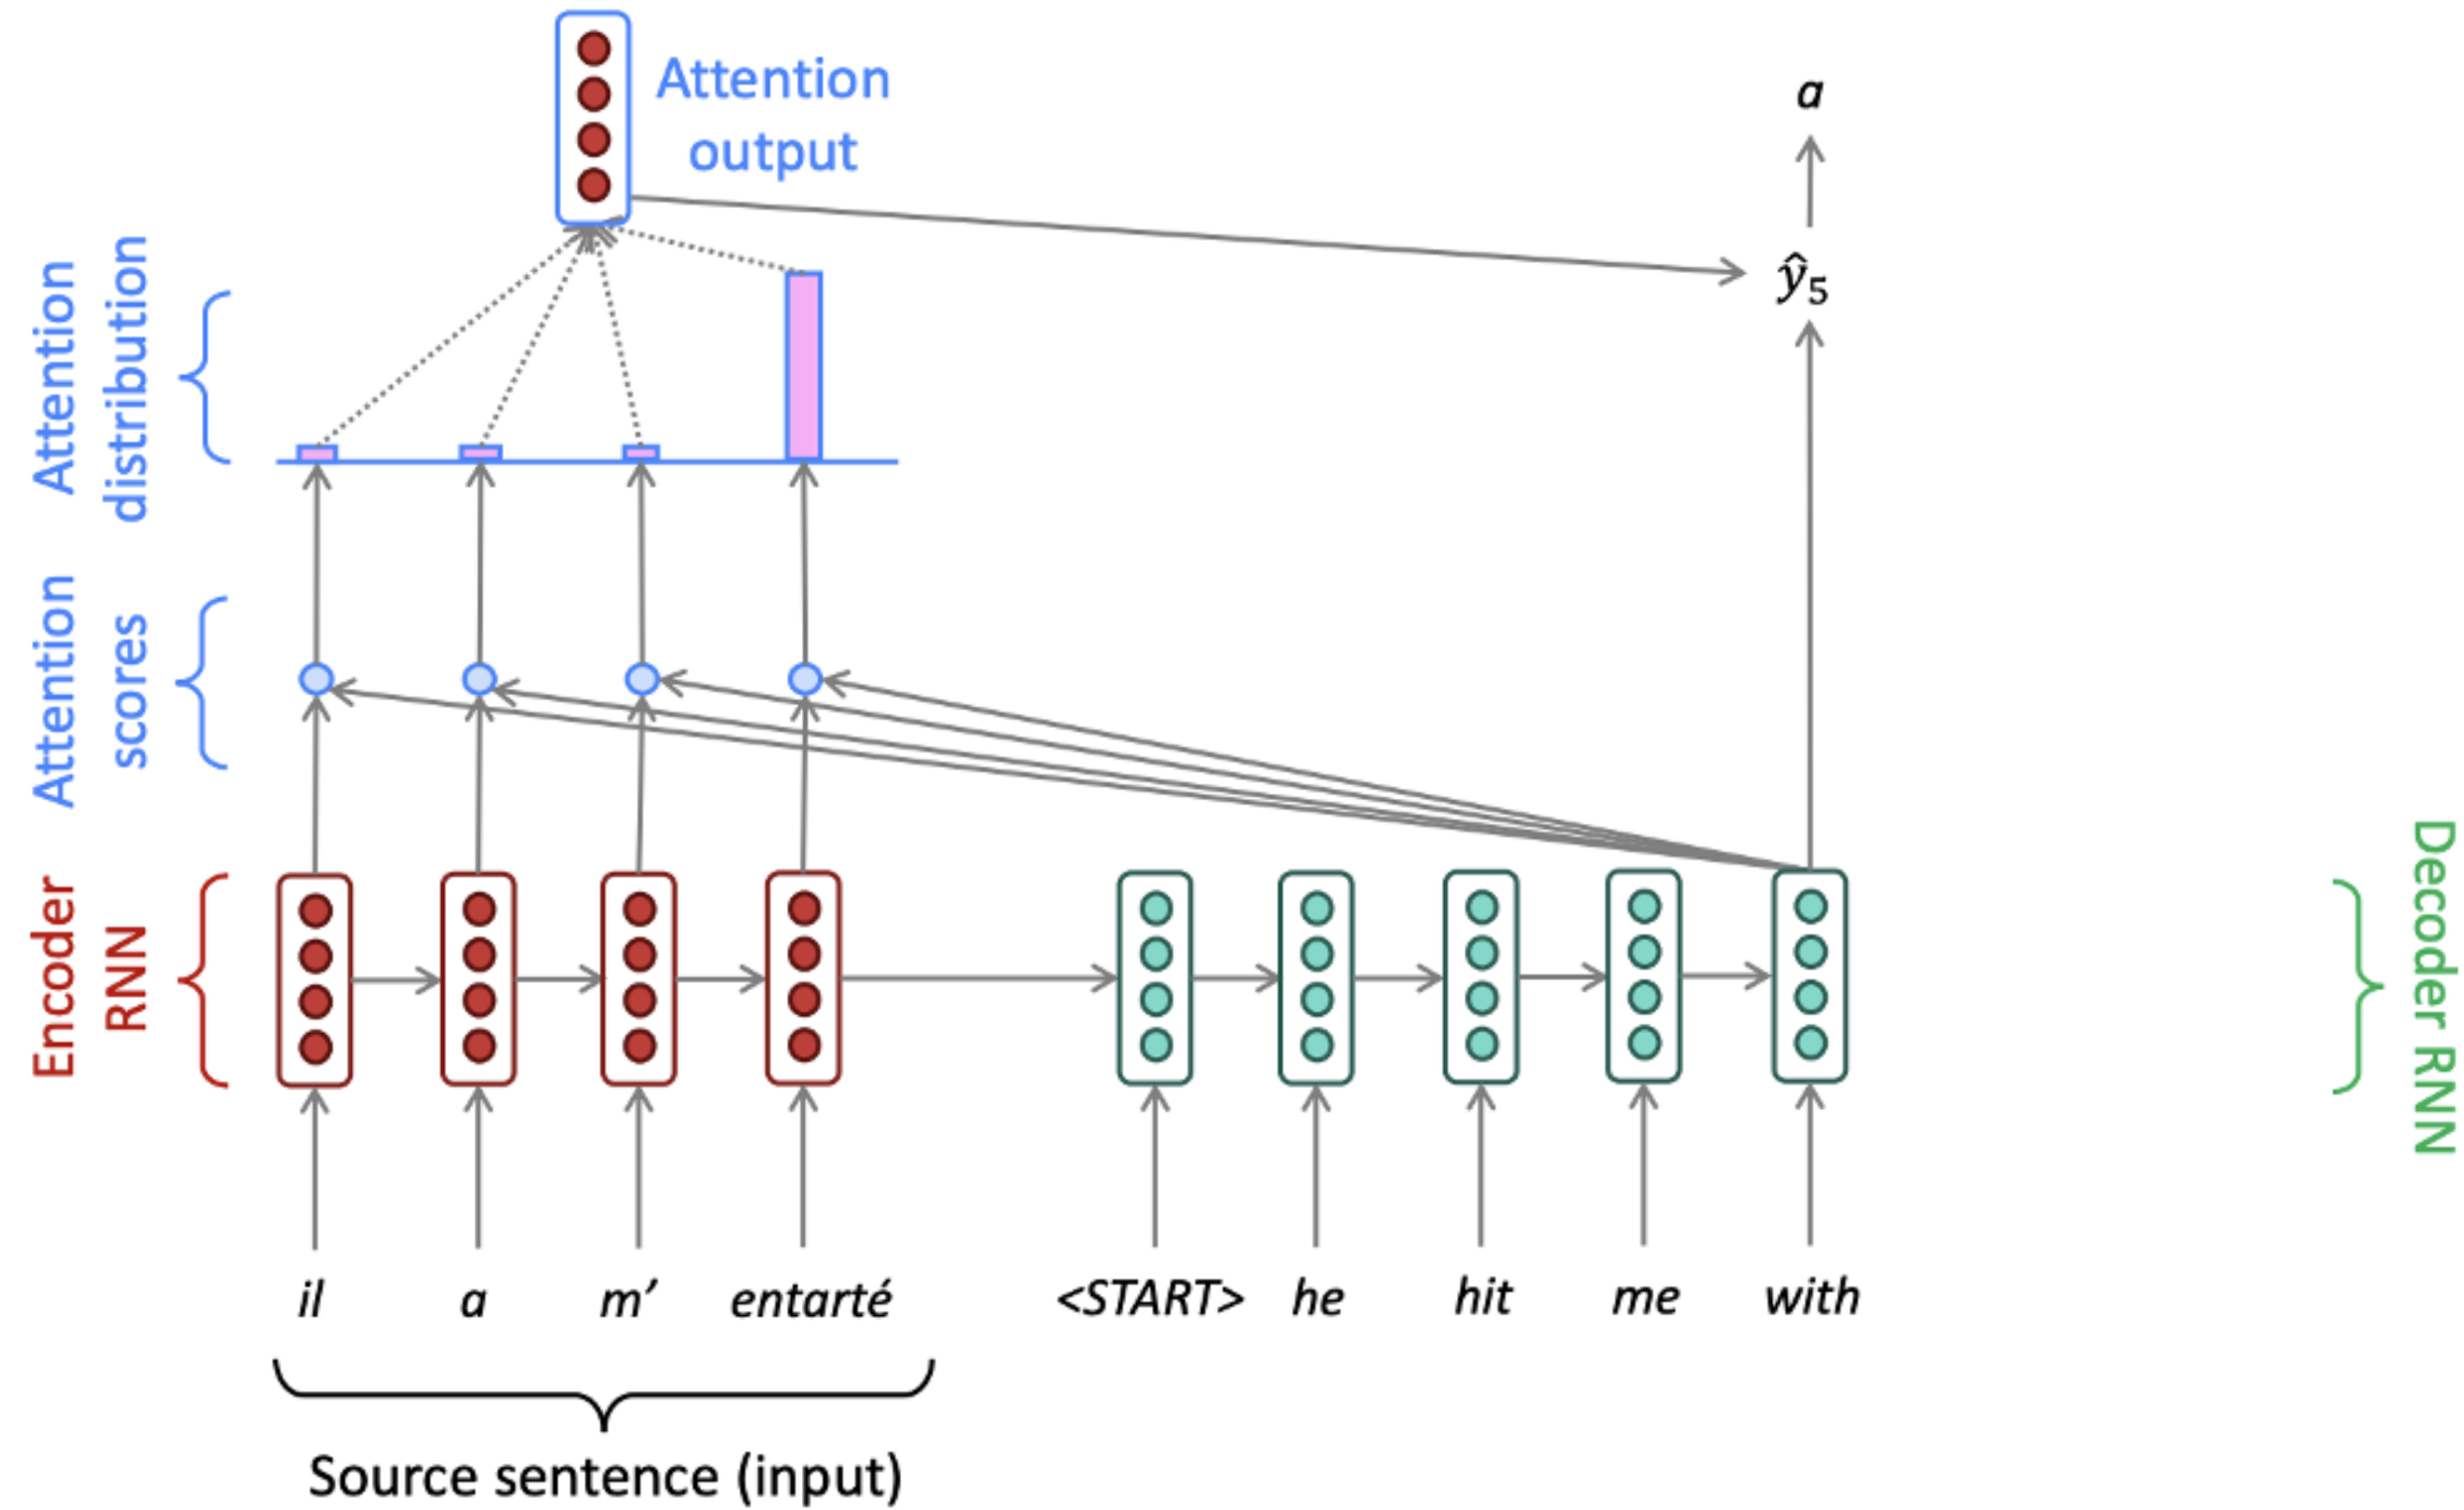 Attention
output
a
ŷ₅
Attention
distribution
Attention
scores
Encoder
RNN
Decoder RNN
il a m’ entarté <START> he hit me with
Source sentence (input)